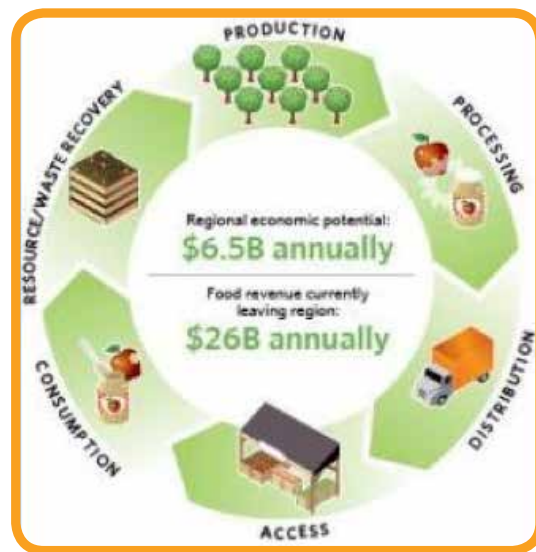 PRODUCTION
PROCESSING
DISTRIBUTION
ACCESS
CONSUMPTION
RESOURCE/WASTE RECOVERY
Regional economic potential:
$6.5B annually
Food revenue currently
leaving region:
$26B annually